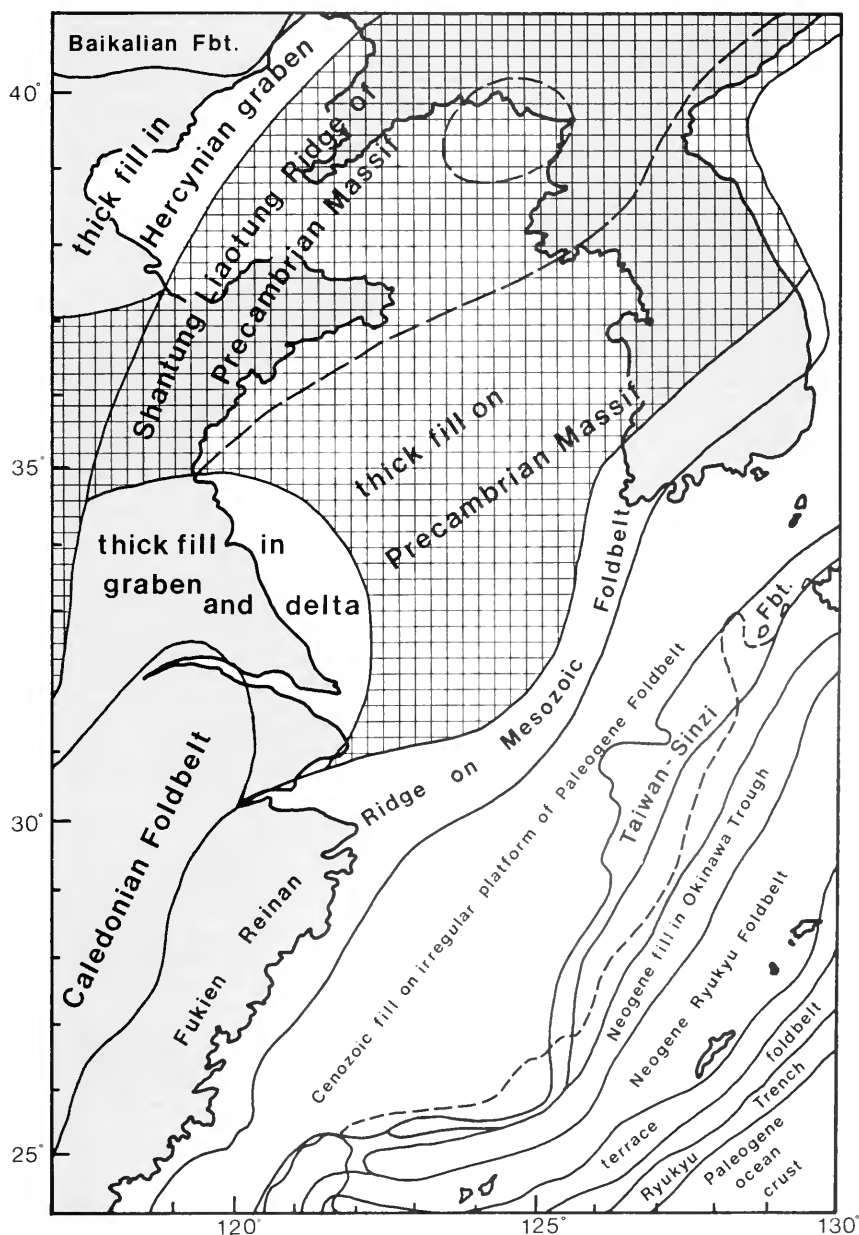 Baikalian Fbt.
40°
thick fill in
Hercynian graben
Shantung Liaotung Ridge of
Precambrian Massif
thick fill on
Precambrian Massif
35°
thick fill in
graben and delta
Ridge on Mesozoic Foldbelt
Fbt.
Taiwan-Sinzi
Cenozoic fill on irregular platform of Paleogene Foldbelt
Caledonian Foldbelt
30°
Fukien Reinan
Neogene fill in Okinawa Trough
Neogene Ryukyu Foldbelt
terrace foldbelt
Ryukyu Trench
Paleogene
ocean
crust
25°
120° 125° 130°